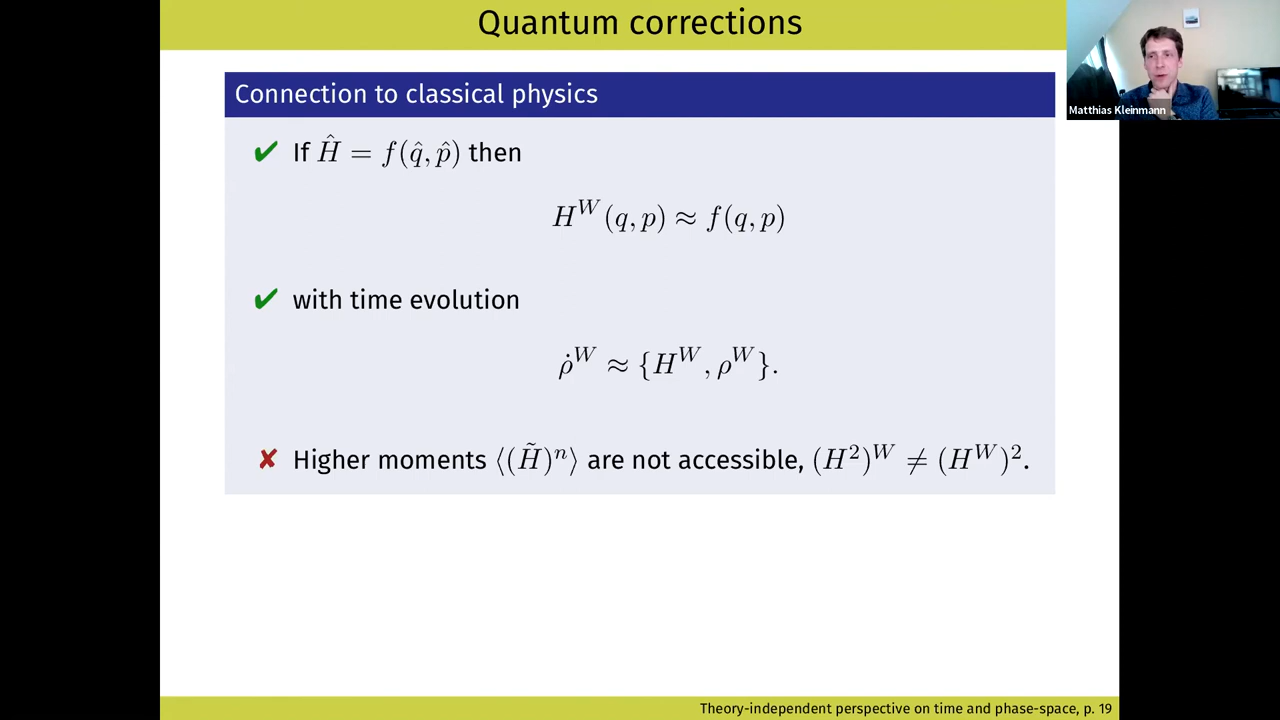 Quantum corrections
Connection to classical physics
Matthias Kleinmann
✔ If Ĥ = f(q̂, p̂) then
H^W(q, p) ≈ f(q, p)
✔ with time evolution
ρ̇^W ≈ {H^W, ρ^W}.
✘ Higher moments ⟨(H̃)^n⟩ are not accessible, (H^2)^W ≠ (H^W)^2.
Theory-independent perspective on time and phase-space, p. 19